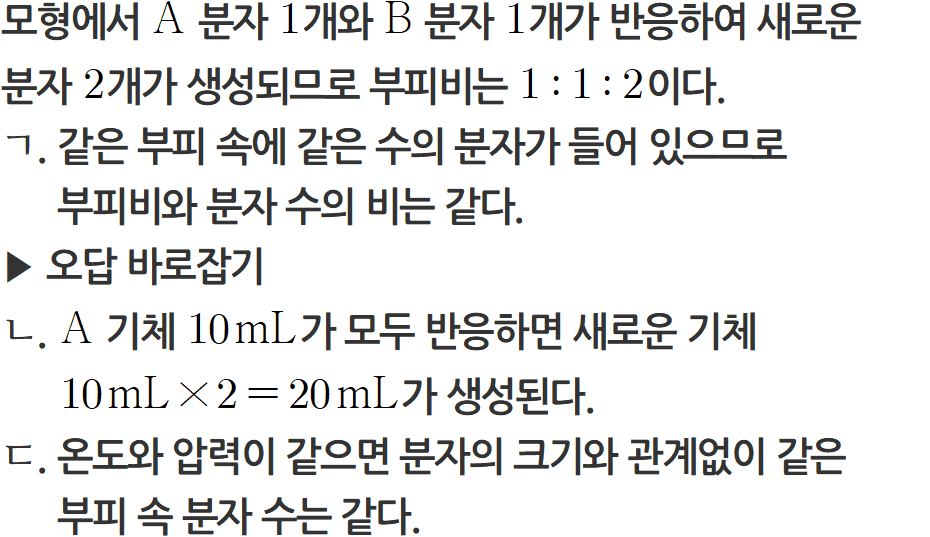 모형에서 A 분자 1개와 B 분자 1개가 반응하여 새로운
분자 2개가 생성되므로 부피비는 1 : 1 : 2이다.
ㄱ. 같은 부피 속에 같은 수의 분자가 들어 있으므로
부피비와 분자 수의 비는 같다.
▶ 오답 바로잡기
ㄴ. A 기체 10mL가 모두 반응하면 새로운 기체
10mL×2=20mL가 생성된다.
ㄷ. 온도와 압력이 같으면 분자의 크기와 관계없이 같은
부피 속 분자 수는 같다.